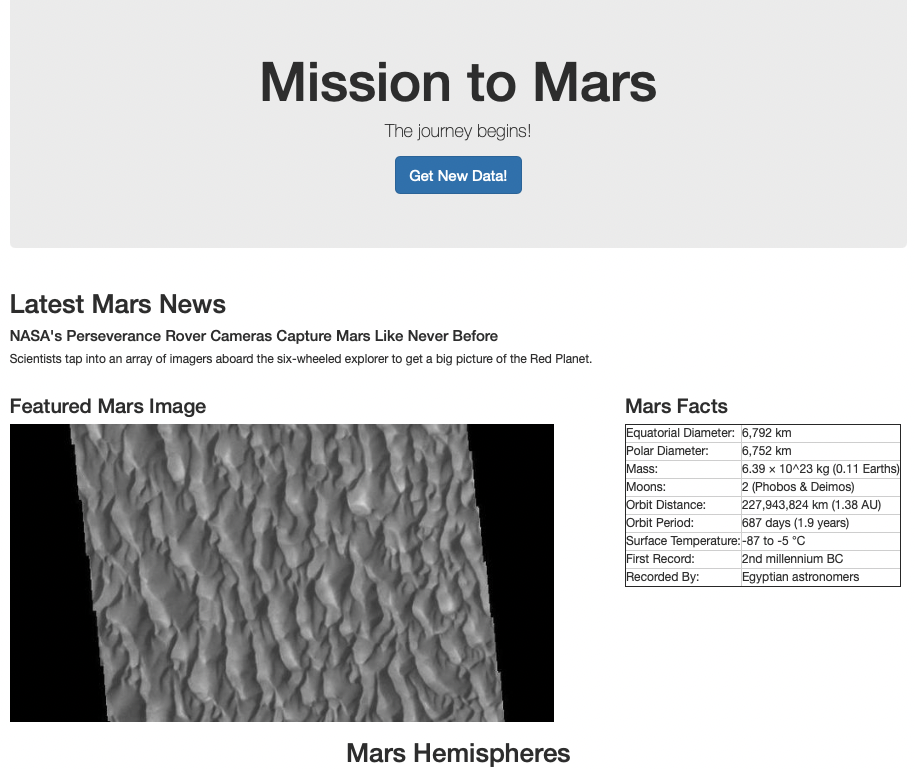 Mission to Mars
The journey begins!
Get New Data!
Latest Mars News
NASA's Perseverance Rover Cameras Capture Mars Like Never Before
Scientists tap into an array of imagers aboard the six-wheeled explorer to get a big picture of the Red Planet.
Featured Mars Image
Mars Facts
Equatorial Diameter: 6,792 km
Polar Diameter: 6,752 km
Mass: 6.39 × 10^23 kg (0.11 Earths)
Moons: 2 (Phobos & Deimos)
Orbit Distance: 227,943,824 km (1.38 AU)
Orbit Period: 687 days (1.9 years)
Surface Temperature: -87 to -5 °C
First Record: 2nd millennium BC
Recorded By: Egyptian astronomers
Mars Hemispheres